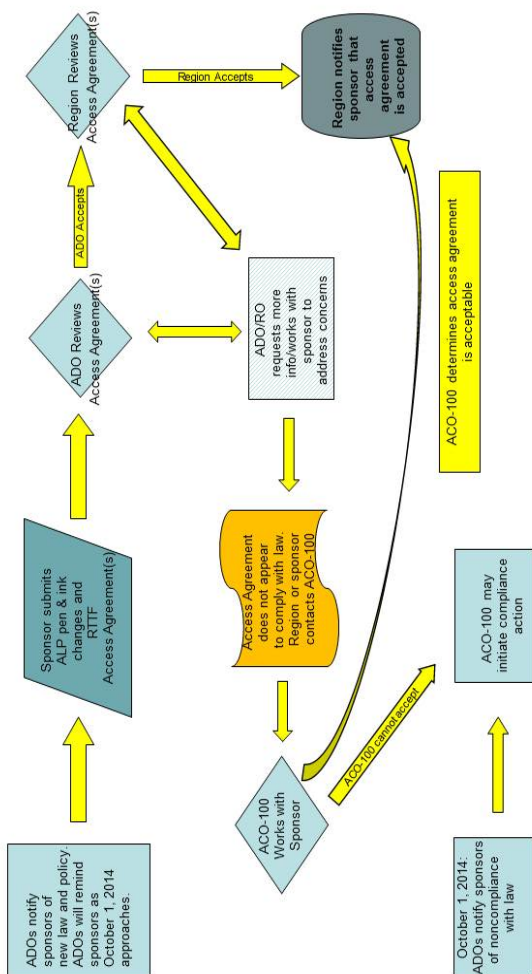 ADOs notify
sponsors of
new law and policy.
ADOs will remind
sponsors as
October 1, 2014
approaches.
Sponsor submits
ALP pen & ink
changes and
RTTF
Access Agreement(s)
ADO Reviews
Access Agreement(s)
ADO Accepts
Region Reviews
Access Agreement(s)
Region Accepts
Region notifies
sponsor that
access
agreement
is accepted
ADO/RO
requests more
info/works with
sponsor to
address concerns
Access Agreement
does not appear
to comply with law.
Region or sponsor
contacts ACO-100
ACO-100
Works with
Sponsor
ACO-100 cannot accept
ACO-100 determines access agreement
is acceptable
October 1, 2014:
ADOs notify sponsors
of noncompliance
with law
ACO-100 may
initiate compliance
action